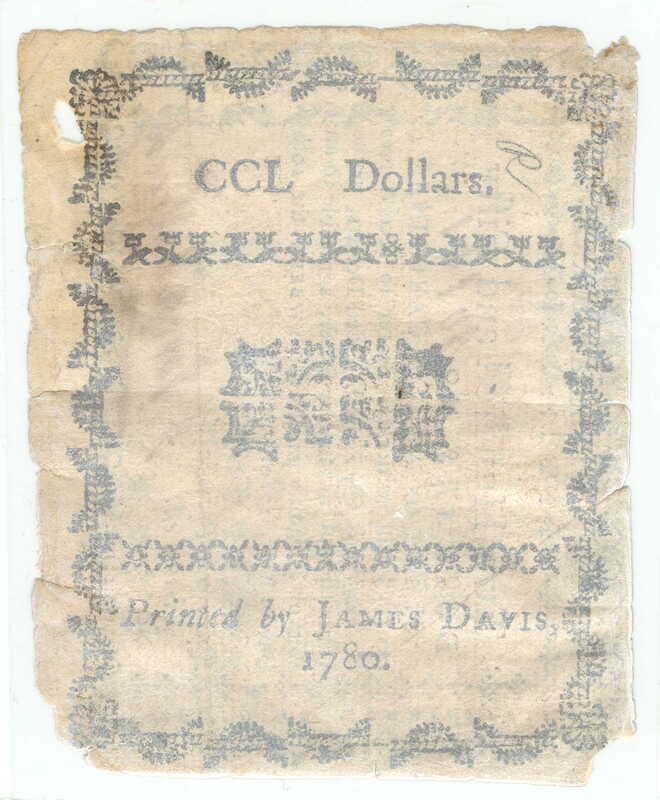 CCL Dollars.
Printed by JAMES DAVIS,
1780.